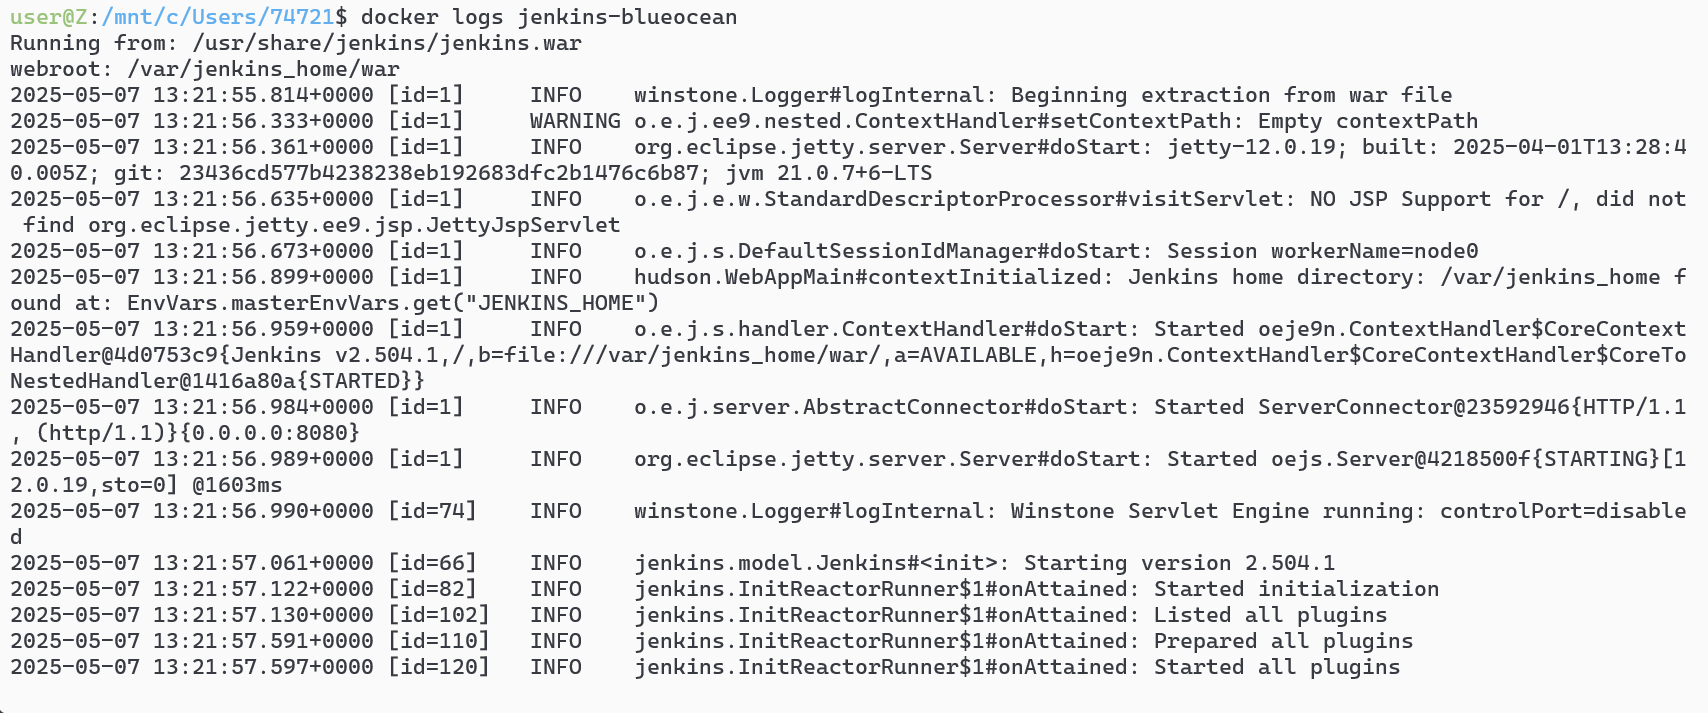 user@Z:/mnt/c/Users/74721$ docker logs jenkins-blueocean
Running from: /usr/share/jenkins/jenkins.war
webroot: /var/jenkins_home/war
2025-05-07 13:21:55.814+0000 [id=1]     INFO    winstone.Logger#logInternal: Beginning extraction from war file
2025-05-07 13:21:56.333+0000 [id=1]     WARNING o.e.j.ee9.nested.ContextHandler#setContextPath: Empty contextPath
2025-05-07 13:21:56.361+0000 [id=1]     INFO    org.eclipse.jetty.server.Server#doStart: jetty-12.0.19; built: 2025-04-01T13:28:4
0.005Z; git: 23436cd577b4238238eb192683dfc2b1476c6b87; jvm 21.0.7+6-LTS
2025-05-07 13:21:56.635+0000 [id=1]     INFO    o.e.j.e.w.StandardDescriptorProcessor#visitServlet: NO JSP Support for /, did not
 find org.eclipse.jetty.ee9.jsp.JettyJspServlet
2025-05-07 13:21:56.673+0000 [id=1]     INFO    o.e.j.s.DefaultSessionIdManager#doStart: Session workerName=node0
2025-05-07 13:21:56.899+0000 [id=1]     INFO    hudson.WebAppMain#contextInitialized: Jenkins home directory: /var/jenkins_home f
ound at: EnvVars.masterEnvVars.get("JENKINS_HOME")
2025-05-07 13:21:56.959+0000 [id=1]     INFO    o.e.j.s.handler.ContextHandler#doStart: Started oeje9n.ContextHandler$CoreContext
Handler@4d0753c9{Jenkins v2.504.1,/,b=file:///var/jenkins_home/war/,a=AVAILABLE,h=oeje9n.ContextHandler$CoreContextHandler$CoreTo
NestedHandler@1416a80a{STARTED}}
2025-05-07 13:21:56.984+0000 [id=1]     INFO    o.e.j.server.AbstractConnector#doStart: Started ServerConnector@23592946{HTTP/1.1
, (http/1.1)}{0.0.0.0:8080}
2025-05-07 13:21:56.989+0000 [id=1]     INFO    org.eclipse.jetty.server.Server#doStart: Started oejs.Server@4218500f{STARTING}[1
2.0.19,sto=0] @1603ms
2025-05-07 13:21:56.990+0000 [id=74]    INFO    winstone.Logger#logInternal: Winstone Servlet Engine running: controlPort=disable
d
2025-05-07 13:21:57.061+0000 [id=66]    INFO    jenkins.model.Jenkins#<init>: Starting version 2.504.1
2025-05-07 13:21:57.122+0000 [id=82]    INFO    jenkins.InitReactorRunner$1#onAttained: Started initialization
2025-05-07 13:21:57.130+0000 [id=102]   INFO    jenkins.InitReactorRunner$1#onAttained: Listed all plugins
2025-05-07 13:21:57.591+0000 [id=110]   INFO    jenkins.InitReactorRunner$1#onAttained: Prepared all plugins
2025-05-07 13:21:57.597+0000 [id=120]   INFO    jenkins.InitReactorRunner$1#onAttained: Started all plugins